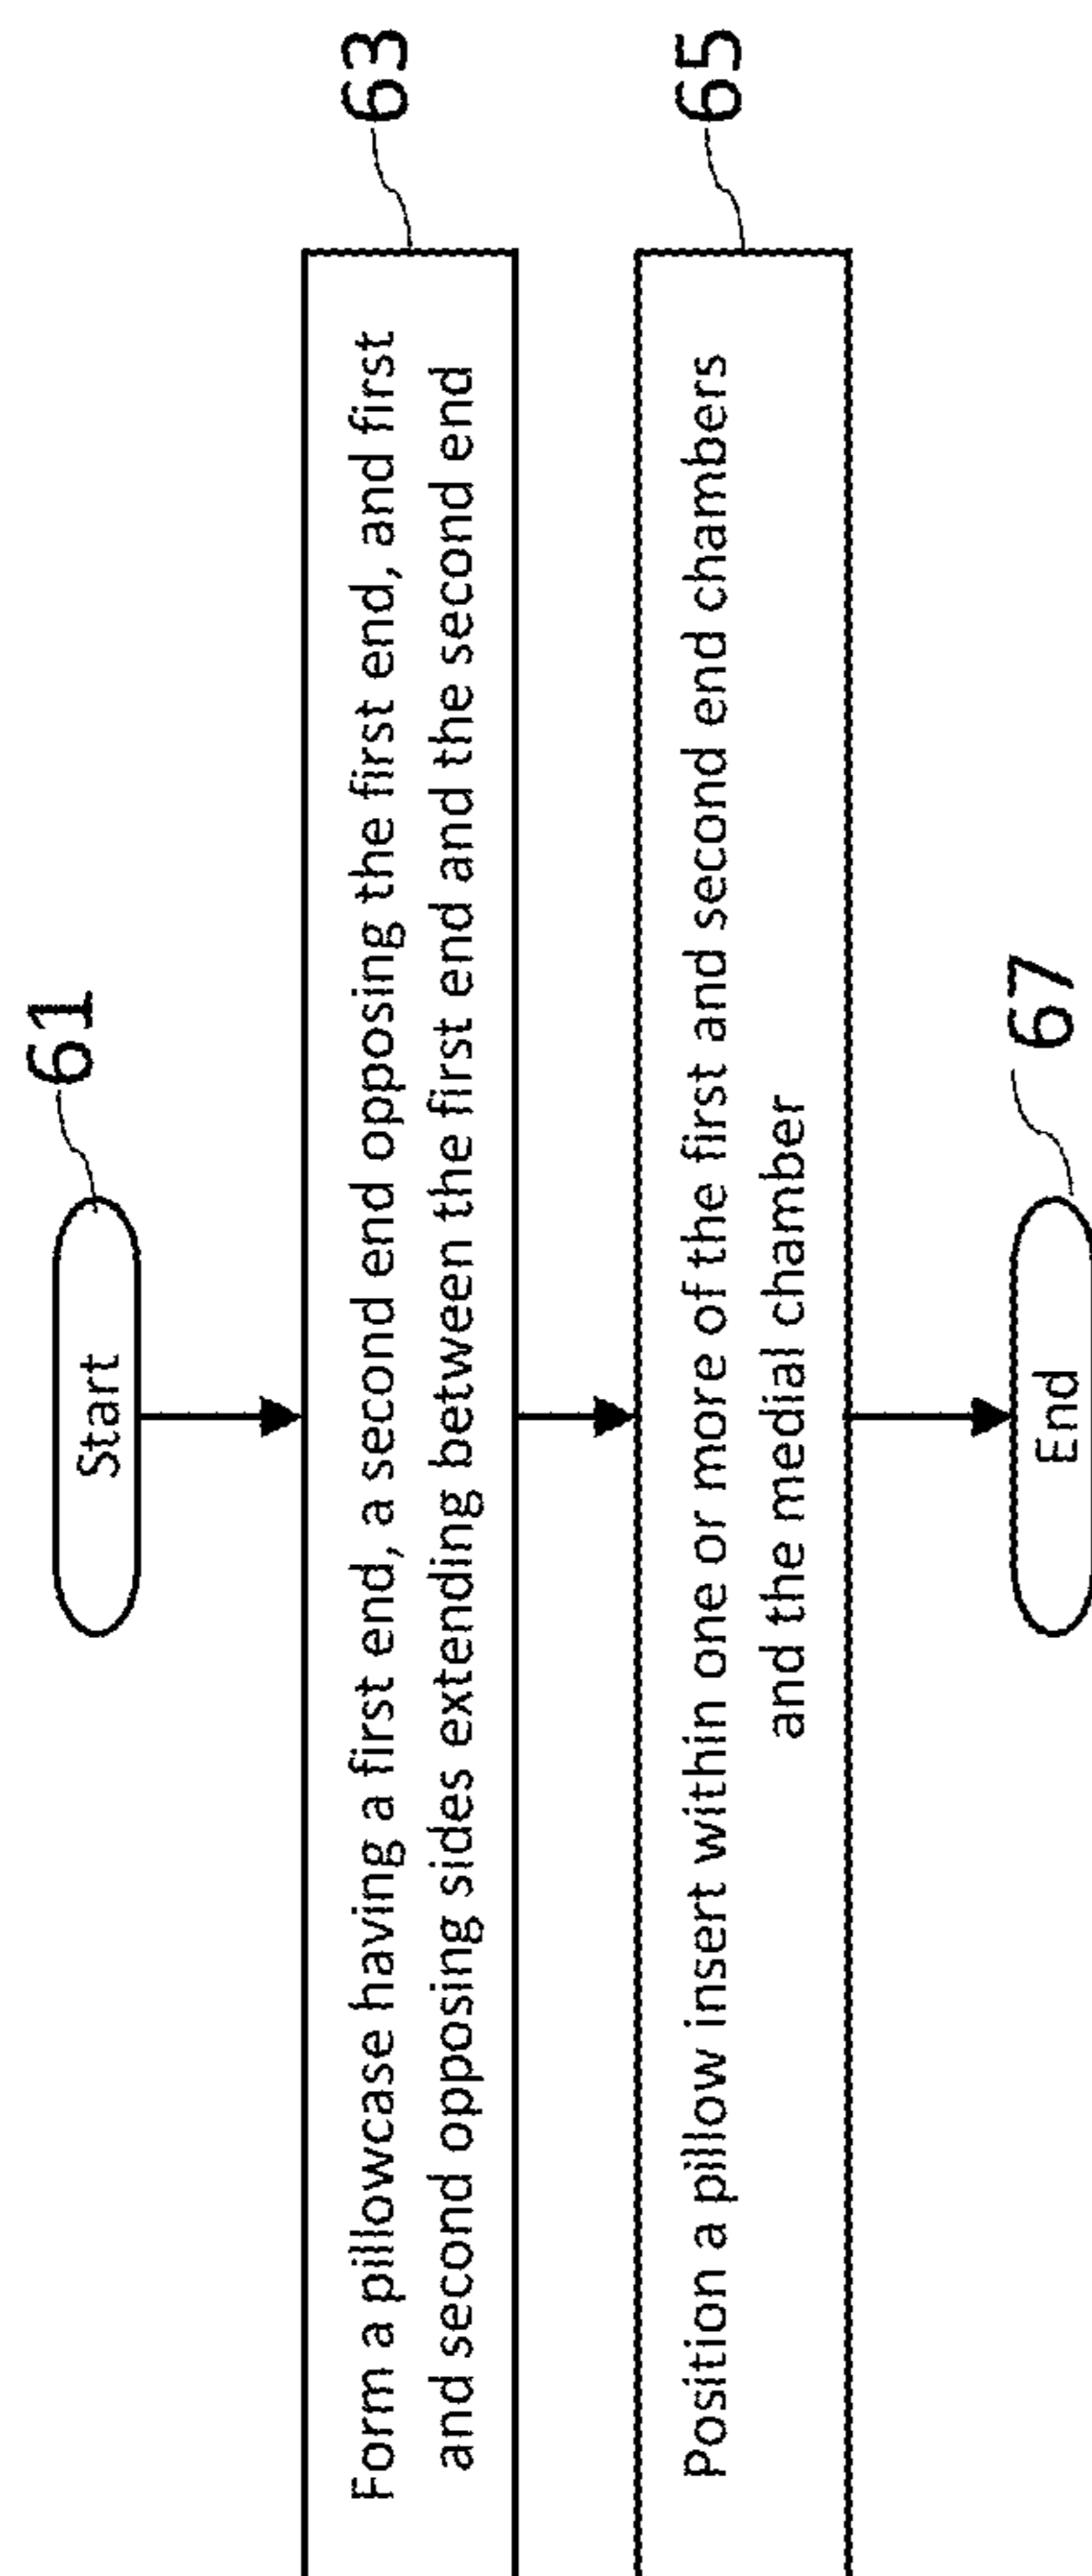 61
Start
63
Form a pillowcase having a first end, a second end opposing the first end, and first
and second opposing sides extending between the first end and the second end
65
Position a pillow insert within one or more of the first and second end chambers
and the medial chamber
67
End